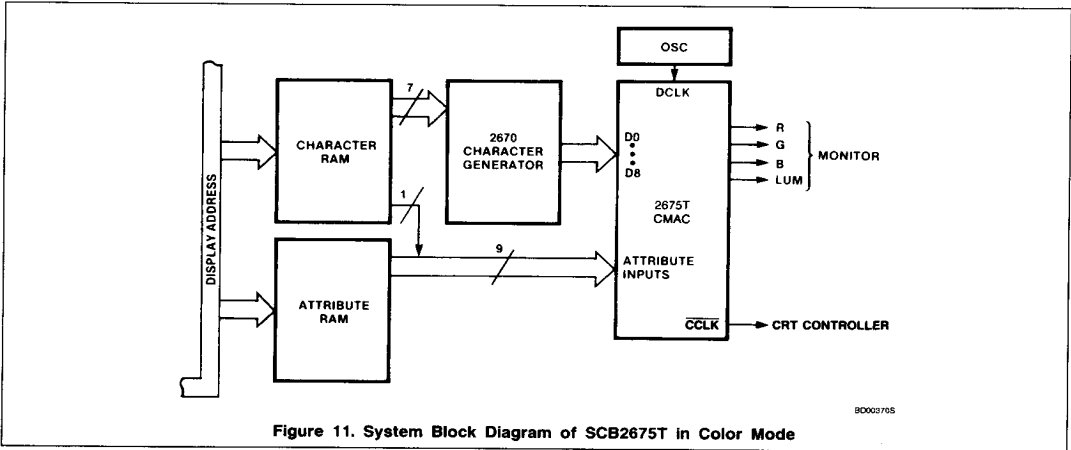 OSC
DCLK
7
CHARACTER
RAM
2670
CHARACTER
GENERATOR
D0
D8
R
G
B
LUM
MONITOR
1
2675T
CMAC
DISPLAY ADDRESS
9
ATTRIBUTE
INPUTS
ATTRIBUTE
RAM
CCLK
CRT CONTROLLER
BD00370S
Figure 11. System Block Diagram of SCB2675T in Color Mode